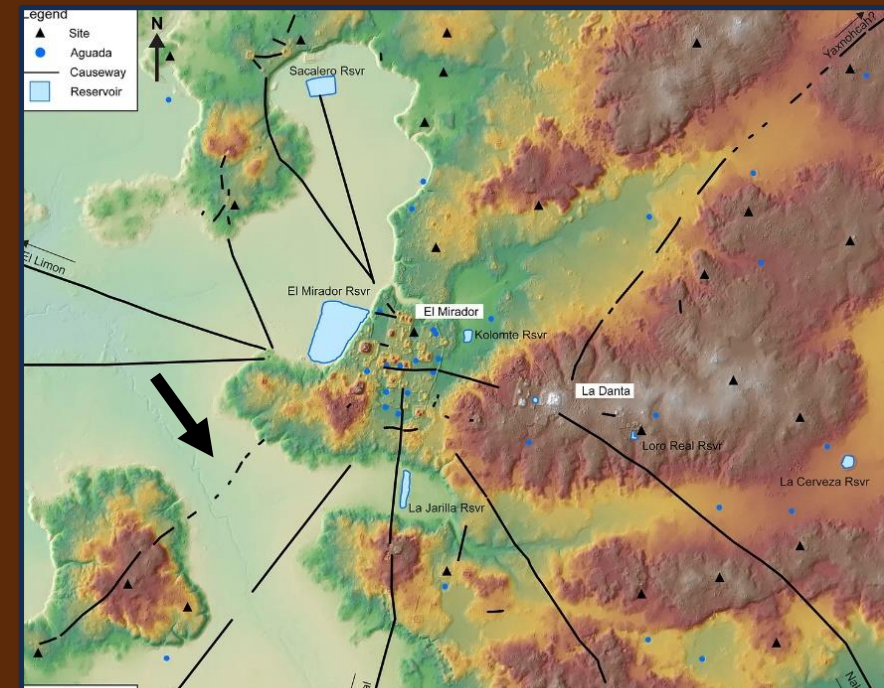 Legend
N
Site
Aguada
Causeway
Reservoir
Sacalero Rsvr
Yaxnohcah?
El Limon
El Mirador Rsvr
El Mirador
Kolomte Rsvr
La Danta
Loro Real Rsvr
La Cerveza Rsvr
La Jarilla Rsvr